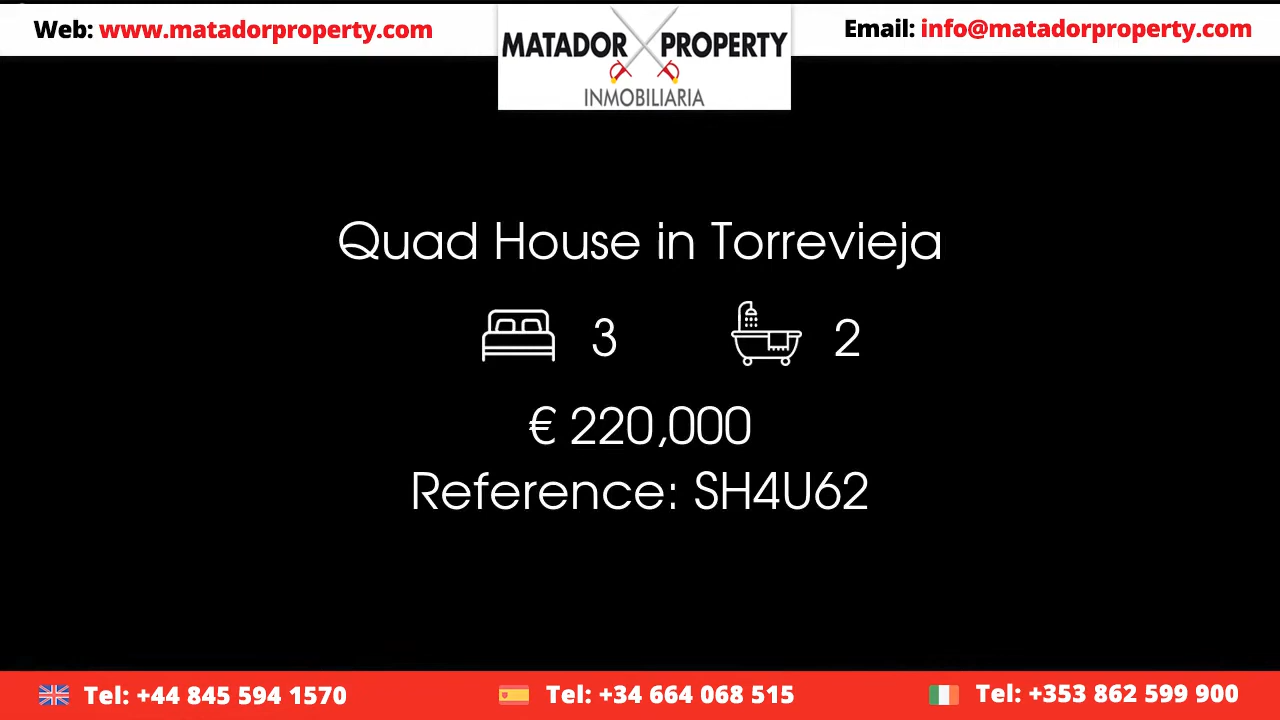 Web: www.matadorproperty.com
MATADOR PROPERTY
INMOBILIARIA
Email: info@matadorproperty.com
Quad House in Torrevieja
3 2
€ 220,000
Reference: SH4U62
Tel: +44 845 594 1570
Tel: +34 664 068 515
Tel: +353 862 599 900